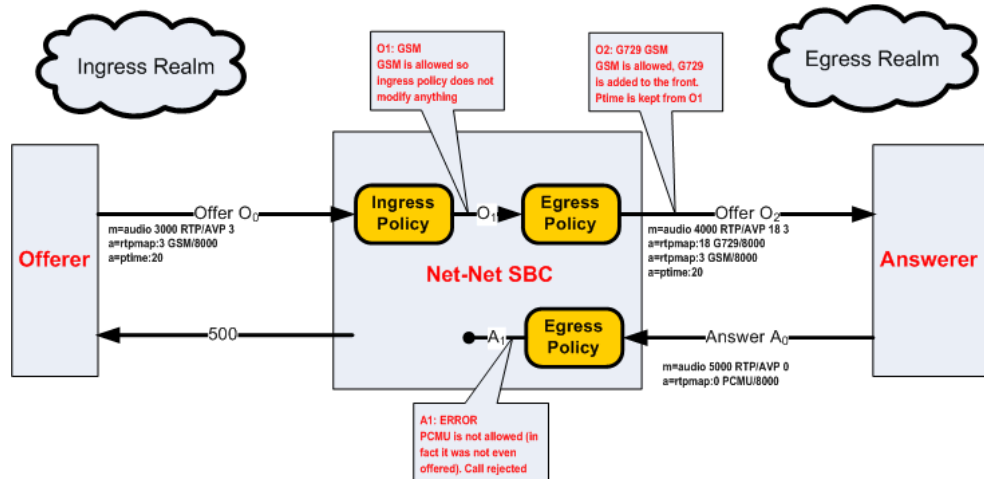 Ingress Realm
Egress Realm
O1: GSM
GSM is allowed so
ingress policy does not
modify anything
O2: G729 GSM
GSM is allowed, G729
is added to the front.
Ptime is kept from O1
Offerer
Offer O0
m=audio 3000 RTP/AVP 3
a=rtpmap:3 GSM/8000
a=ptime:20
Ingress
Policy
O1
Egress
Policy
Net-Net SBC
Offer O2
m=audio 4000 RTP/AVP 18 3
a=rtpmap:18 G729/8000
a=rtpmap:3 GSM/8000
a=ptime:20
Answerer
500
A1
Egress
Policy
Answer A0
m=audio 5000 RTP/AVP 0
a=rtpmap:0 PCMU/8000
A1: ERROR
PCMU is not allowed (in
fact it was not even
offered). Call rejected